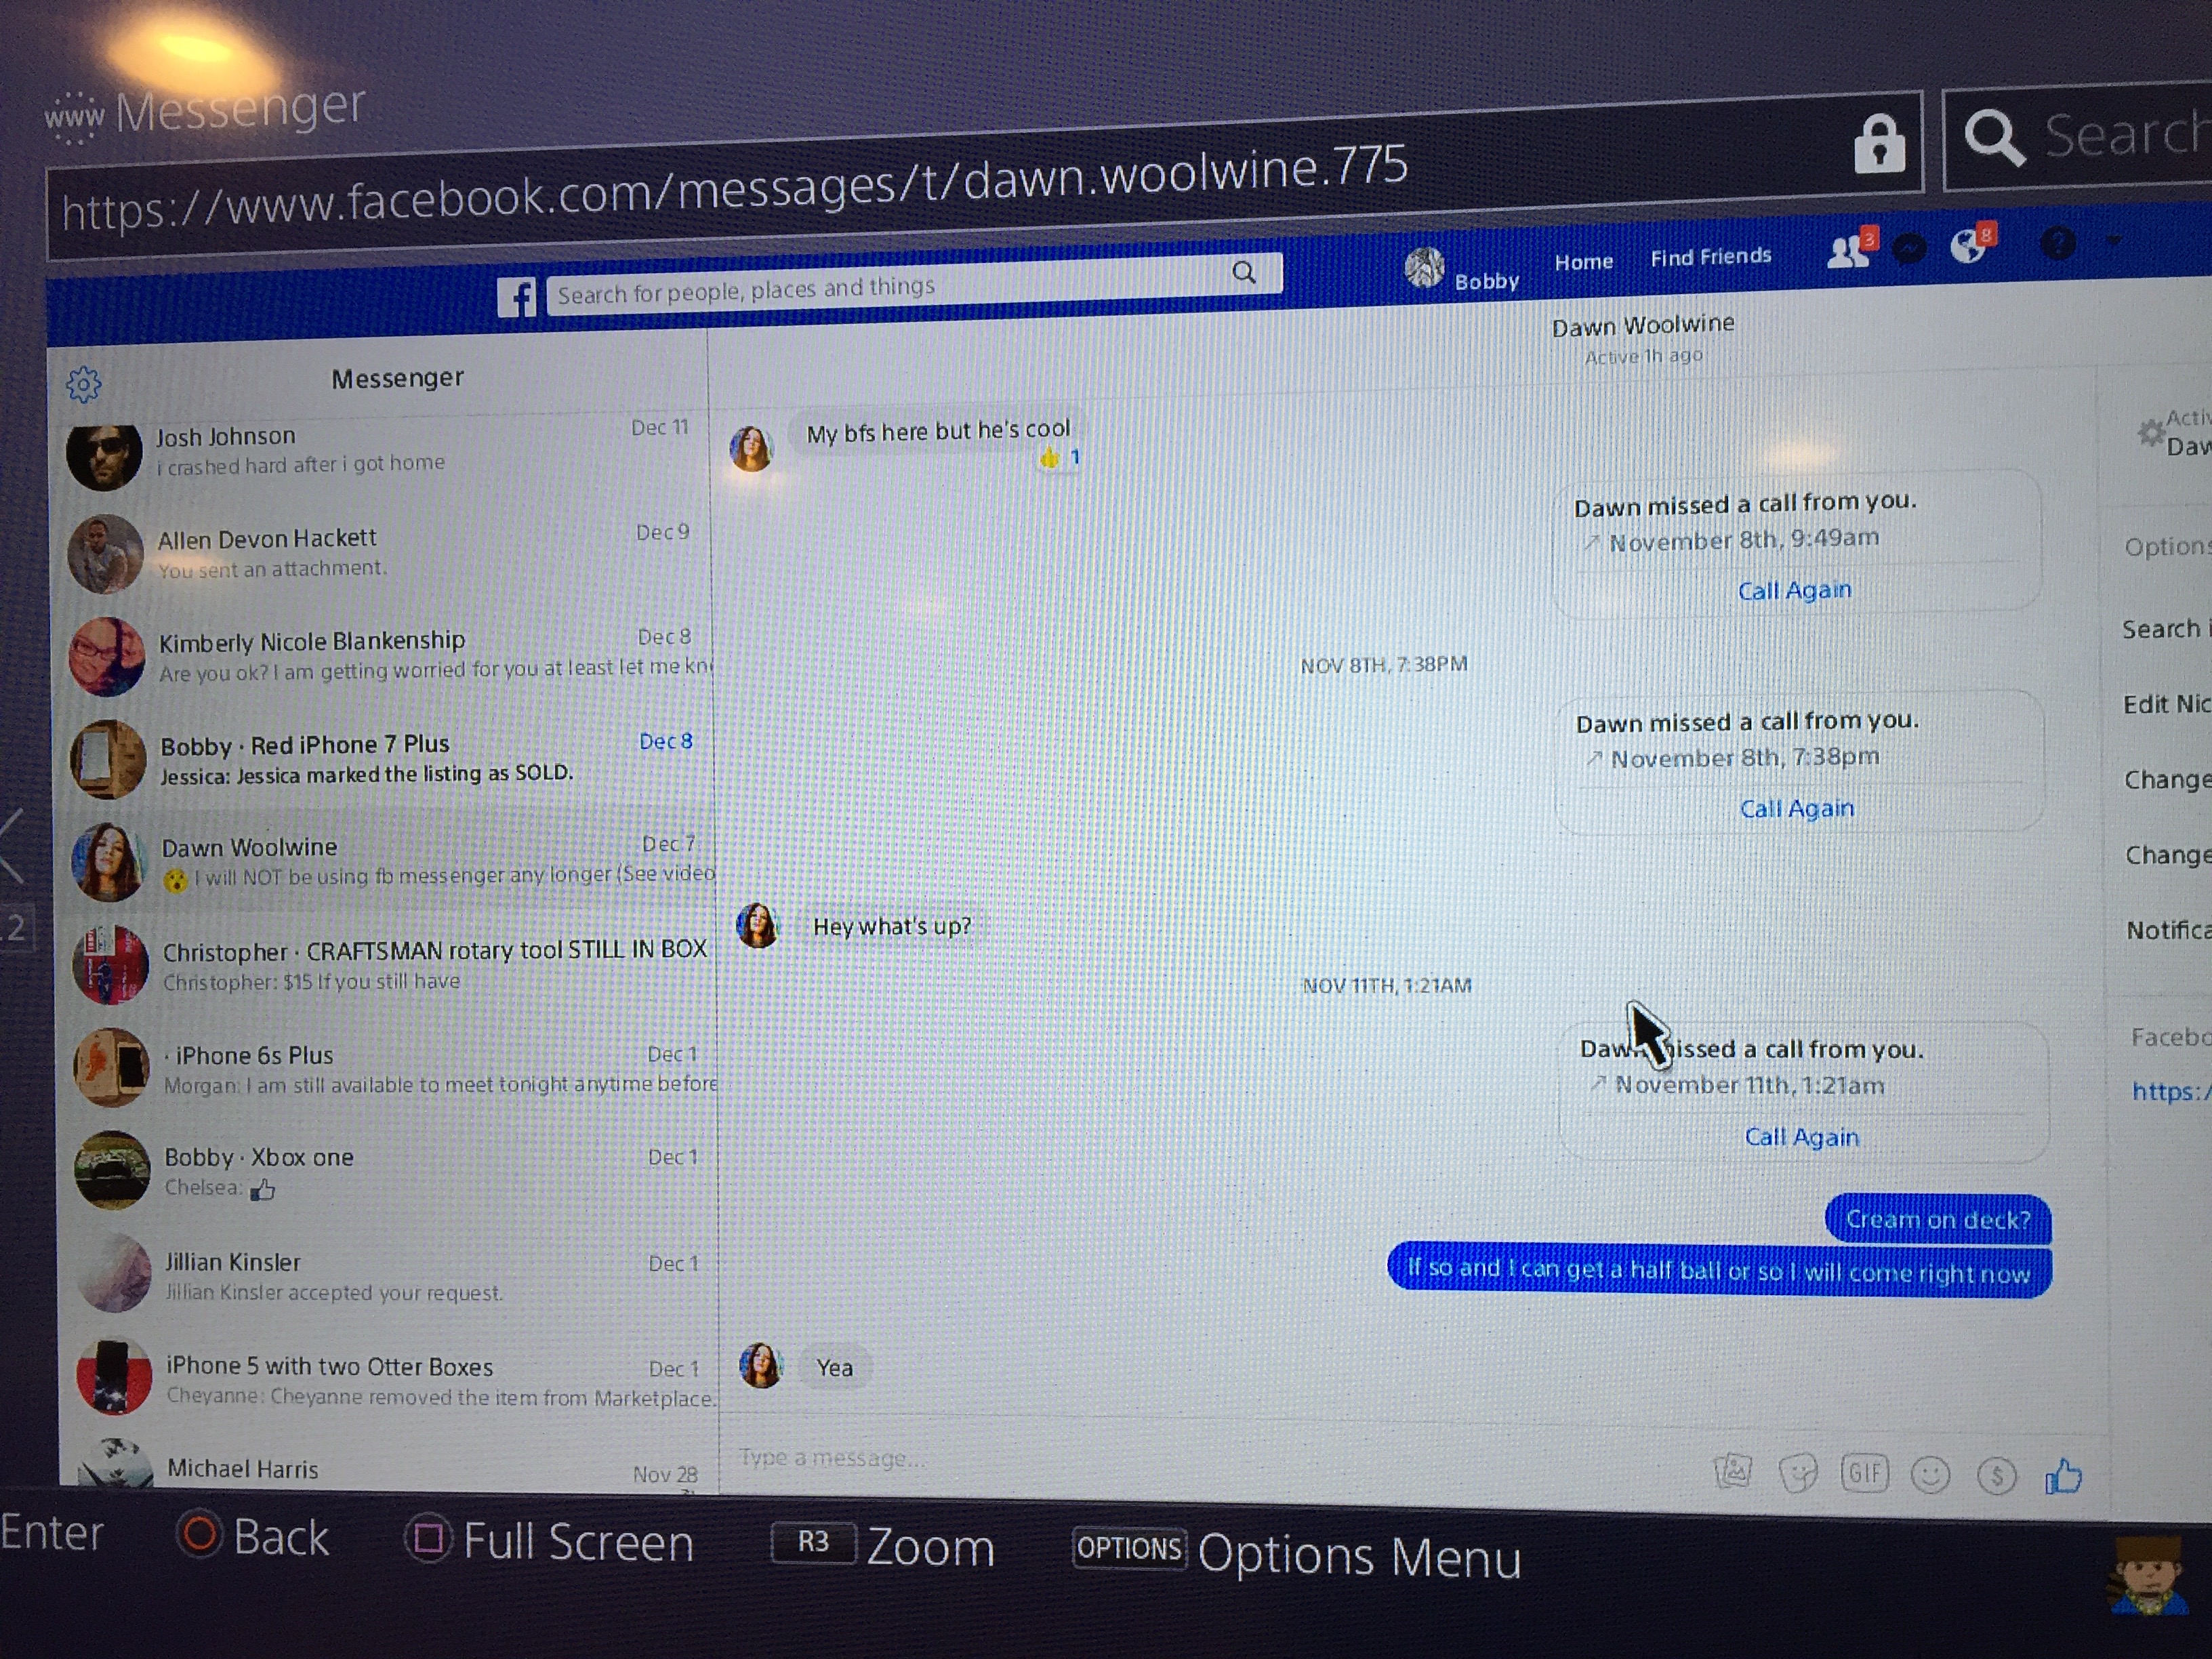 www Messenger
https://www.facebook.com/messages/t/dawn.woolwine.775
Search
f
Search for people, places and things
Bobby
Home
Find Friends
3
8
?
Messenger
Josh Johnson
Dec 11
i crashed hard after i got home
Allen Devon Hackett
Dec 9
You sent an attachment.
Kimberly Nicole Blankenship
Dec 8
Are you ok? I am getting worried for you at least let me kn
Bobby · Red iPhone 7 Plus
Dec 8
Jessica: Jessica marked the listing as SOLD.
Dawn Woolwine
Dec 7
I will NOT be using fb messenger any longer (See video
Christopher · CRAFTSMAN rotary tool STILL IN BOX
Christopher: $15 If you still have
· iPhone 6s Plus
Dec 1
Morgan: I am still available to meet tonight anytime before
Bobby · Xbox one
Dec 1
Chelsea:
Jillian Kinsler
Dec 1
Jillian Kinsler accepted your request.
iPhone 5 with two Otter Boxes
Dec 1
Cheyanne: Cheyanne removed the item from Marketplace.
Michael Harris
Nov 28
Dawn Woolwine
Active 1h ago
My bfs here but he's cool
1
Dawn missed a call from you.
November 8th, 9:49am
Call Again
NOV 8TH, 7:38PM
Dawn missed a call from you.
November 8th, 7:38pm
Call Again
Hey what's up?
NOV 11TH, 1:21AM
Dawn missed a call from you.
November 11th, 1:21am
Call Again
Cream on deck?
If so and I can get a half ball or so I will come right now
Yea
Type a message...
GIF
$
Activ
Daw
Options
Search i
Edit Nic
Change
Change
Notifica
Facebo
https:/
2
Enter
Back
Full Screen
R3 Zoom
OPTIONS Options Menu